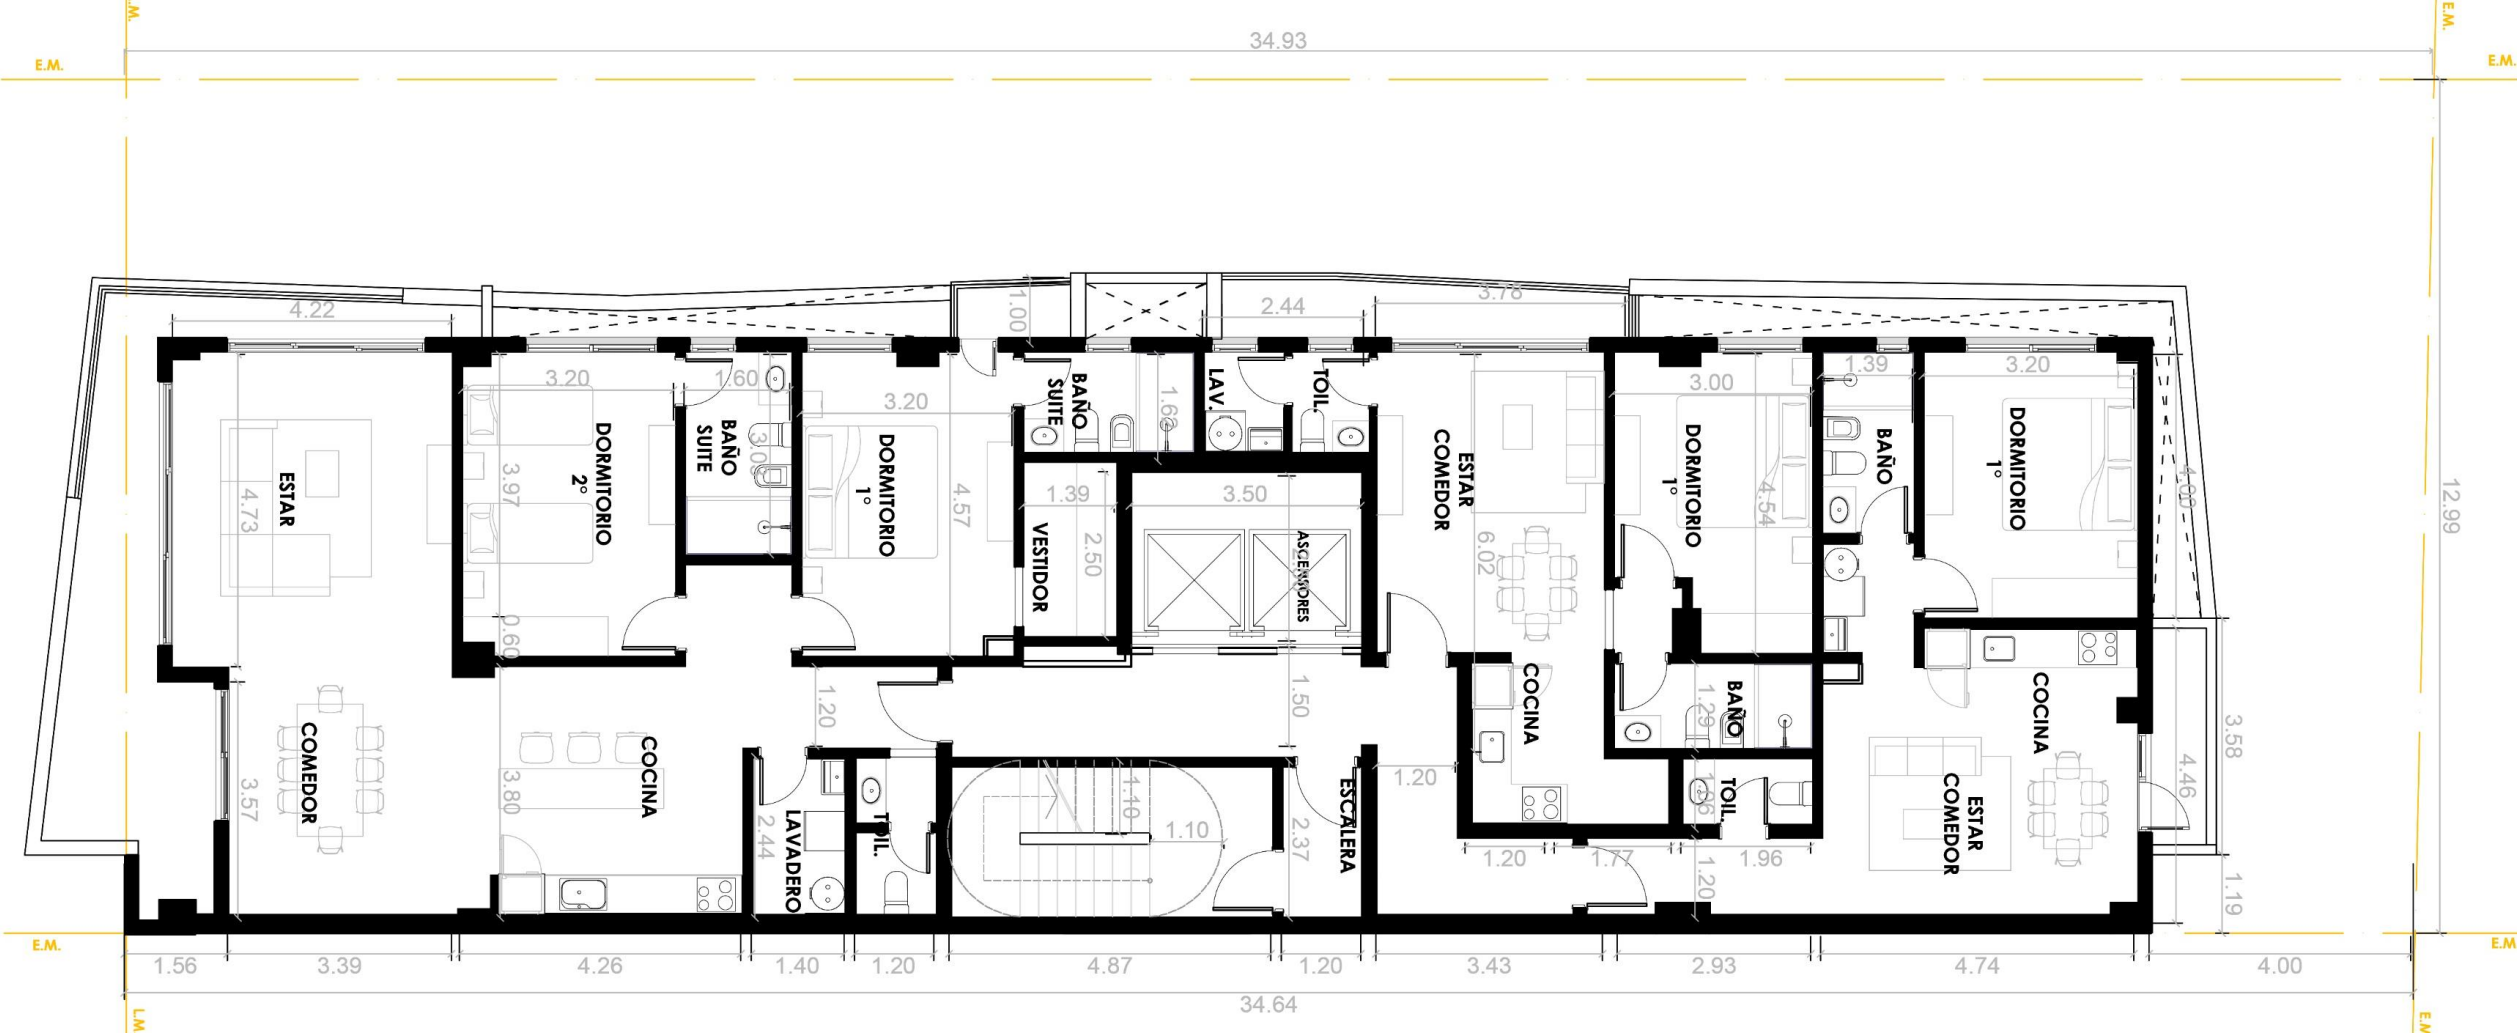 L.M.
E.M.
34.93
E.M.
E.M.
4.22
1.00
2.44
3.78
3.20
1.60
3.20
3.00
1.39
3.20
BAÑO
SUITE
LAV.
TOIL.
ESTAR
4.73
3.97
DORMITORIO
2°
BAÑO
SUITE
DORMITORIO
1°
4.57
1.39
3.50
VESTIDOR
2.50
ASCENSORES
ESTAR
COMEDOR
6.02
DORMITORIO
1°
4.54
BAÑO
DORMITORIO
1°
4.00
12.99
0.60
COMEDOR
3.57
3.80
COCINA
1.20
2.44
LAVADERO
TOIL.
1.10
1.10
1.50
2.37
ESCALERA
1.20
COCINA
1.29
BAÑO
TOIL.
1.20
1.77
1.96
1.20
COCINA
ESTAR
COMEDOR
3.58
4.46
1.19
E.M.
E.M
1.56
3.39
4.26
1.40
1.20
4.87
1.20
3.43
2.93
4.74
4.00
34.64
L.M
E.M